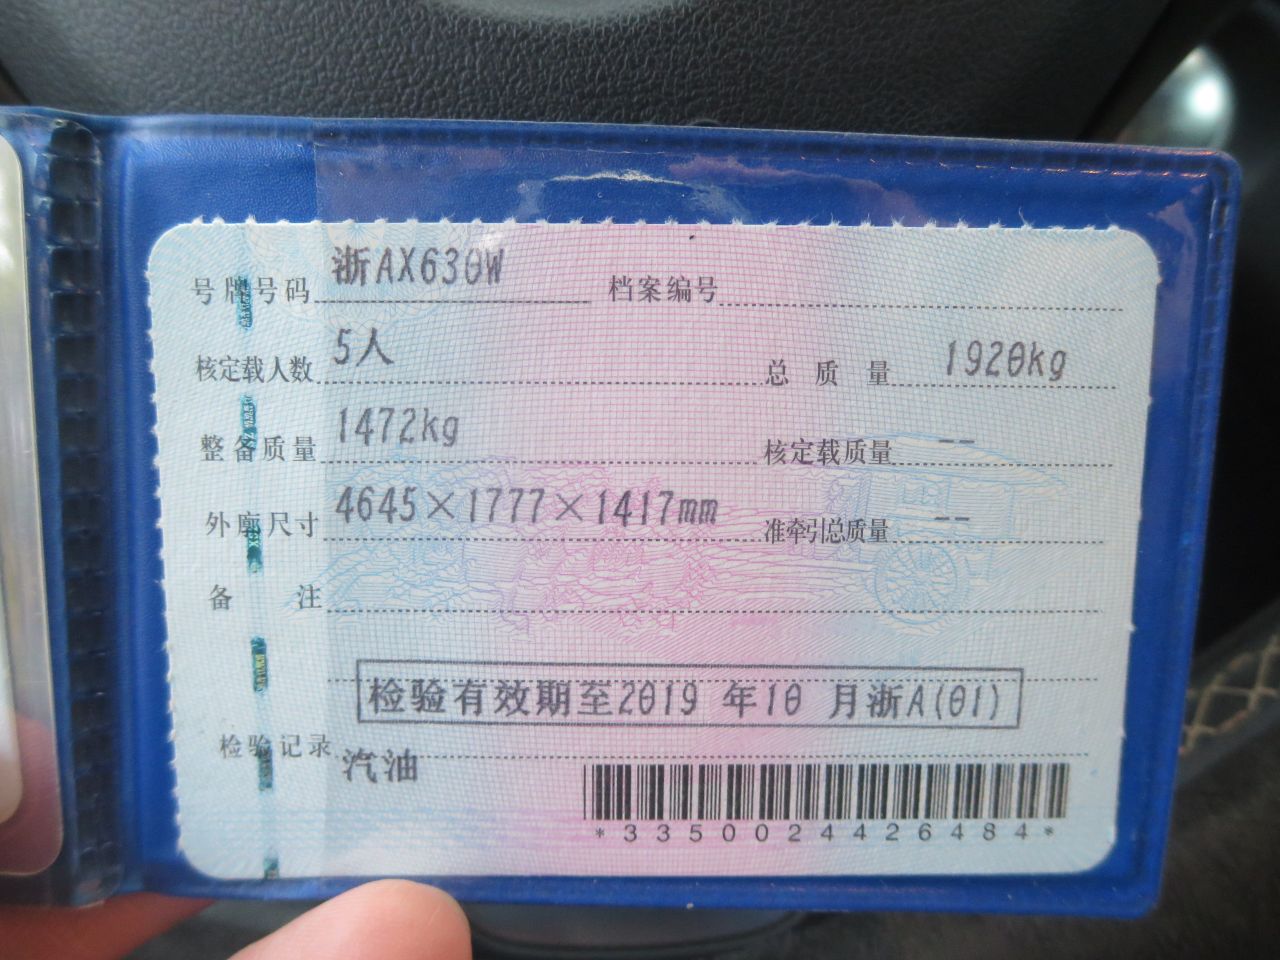 号牌号码 浙AX630W 档案编号
核定载人数 5人 总质量 1920kg
整备质量 1472kg 核定载质量 --
外廓尺寸 4645×1777×1417mm 准牵引总质量 --
备注
检验有效期至2019 年10 月浙A(01)
检验记录 汽油
*3350024426484*